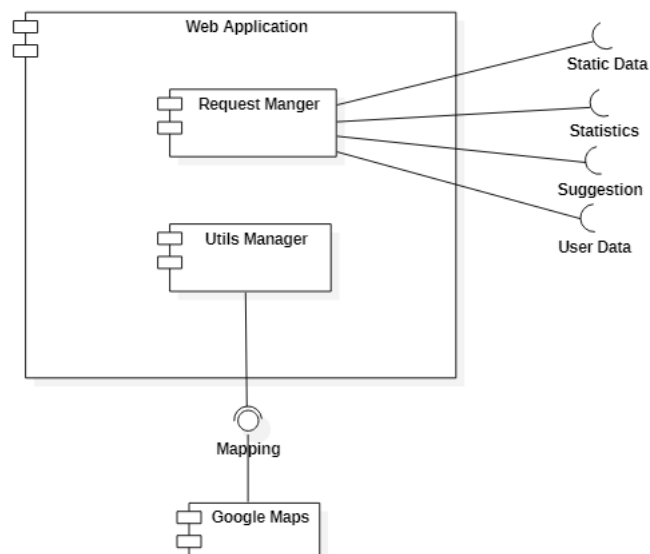 Web Application
Static Data
Request Manger
Statistics
Suggestion
Utils Manager
User Data
Mapping
Google Maps